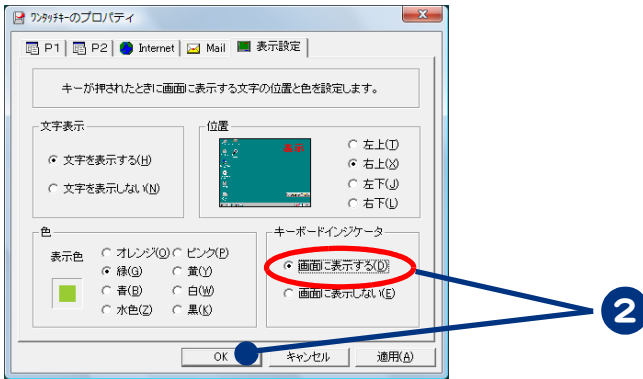 ﾜﾝﾀｯﾁｷｰのプロパティ
P1 P2 Internet Mail 表示設定
キーが押されたときに画面に表示する文字の位置と色を設定します。
文字表示
文字を表示する(H)
文字を表示しない(N)
位置
表示
左上(T)
右上(X)
左下(J)
右下(L)
色
表示色
オレンジ(O) ピンク(P)
緑(G) 黄(Y)
青(B) 白(W)
水色(Z) 黒(K)
キーボードインジケータ
画面に表示する(D)
画面に表示しない(E)
2
OK キャンセル 適用(A)